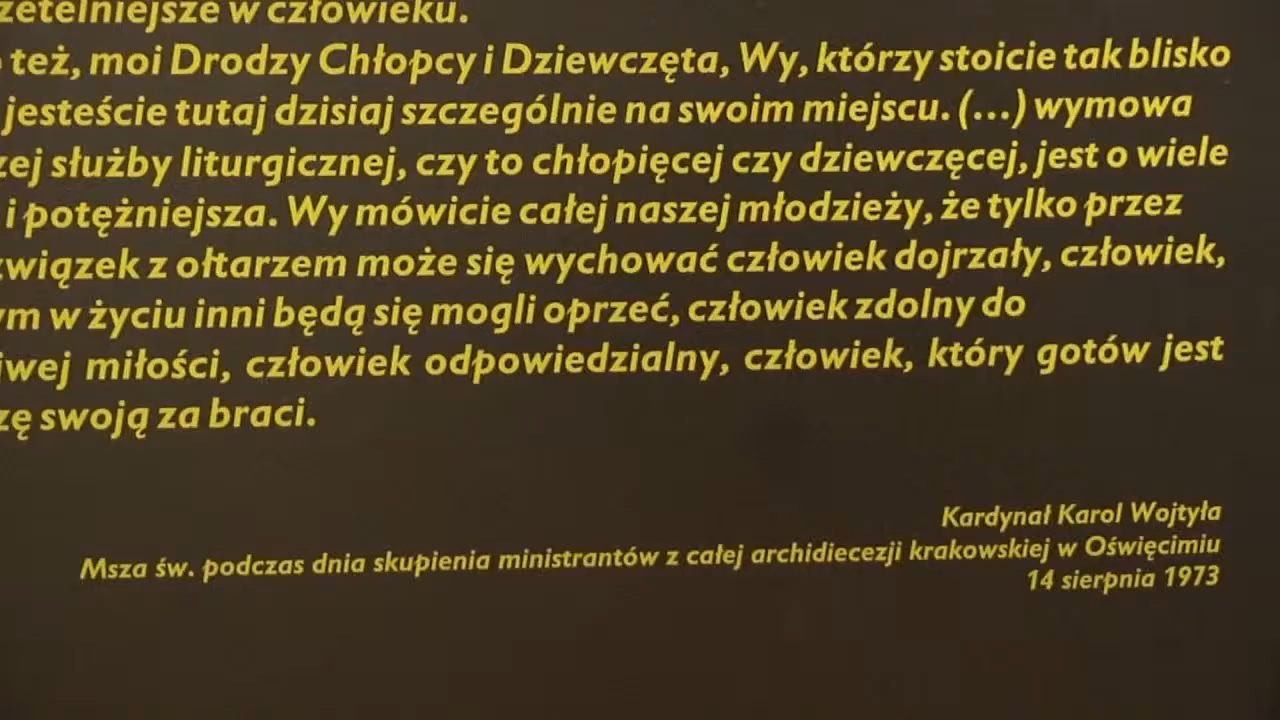 człowieku.
też, moi Drodzy Chłopcy i Dziewczęta, Wy, którzy stoicie tak blisko
jesteście tutaj dzisiaj szczególnie na swoim miejscu. (...) wymowa
służby liturgicznej, czy to chłopięcej czy dziewczęcej, jest o wiele
i potężniejsza. Wy mówicie całej naszej młodzieży, że tylko przez
z ołtarzem może się wychować człowiek dojrzały, człowiek,
w życiu inni będą się mogli oprzeć, człowiek zdolny do
miłości, człowiek odpowiedzialny, człowiek, który gotów jest
swoją za braci.
Kardynał Karol Wojtyła
Msza św. podczas dnia skupienia ministrantów z całej archidiecezji krakowskiej w Oświęcimiu
14 sierpnia 1973